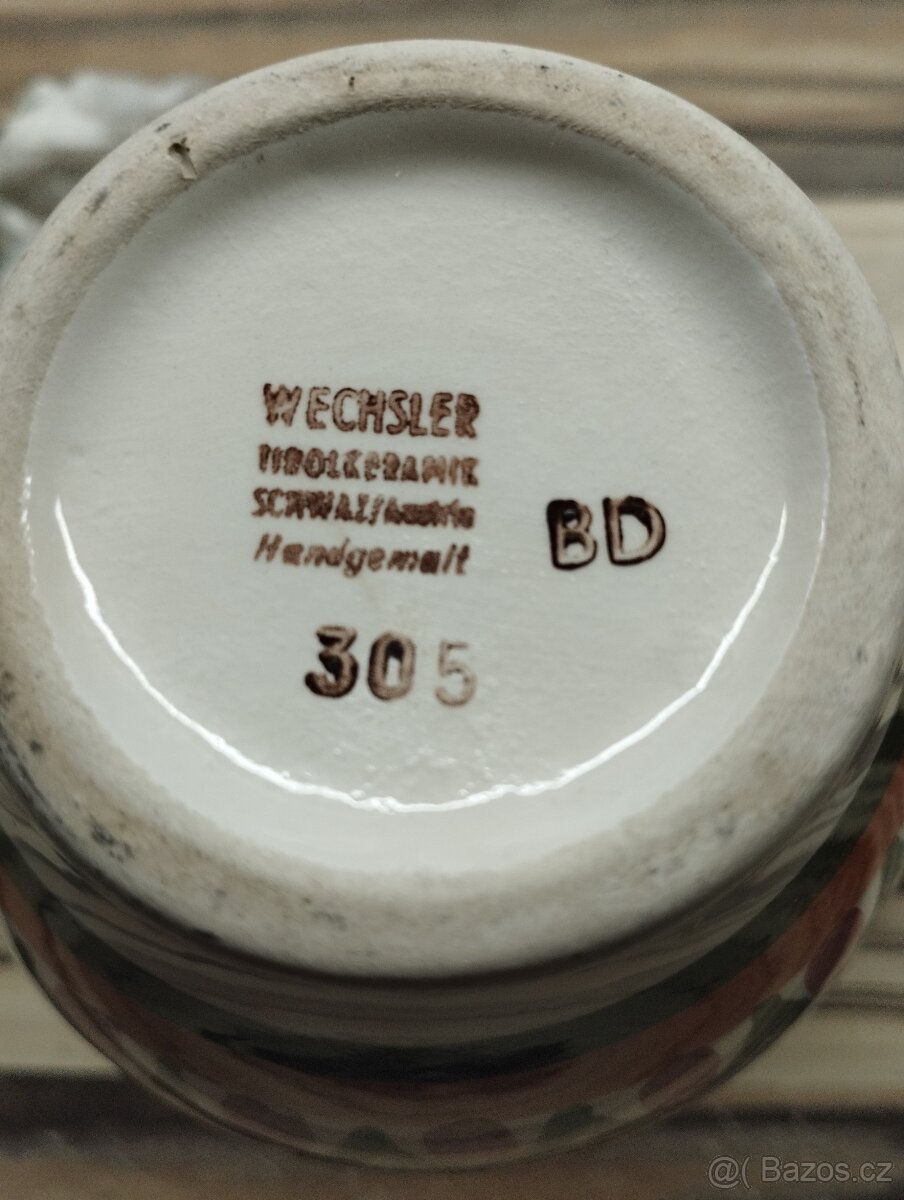 WECHSLER
TIROLKERAMIK
SCHWAZ/Austria
Handgemalt
BD
305
@( Bazos.cz